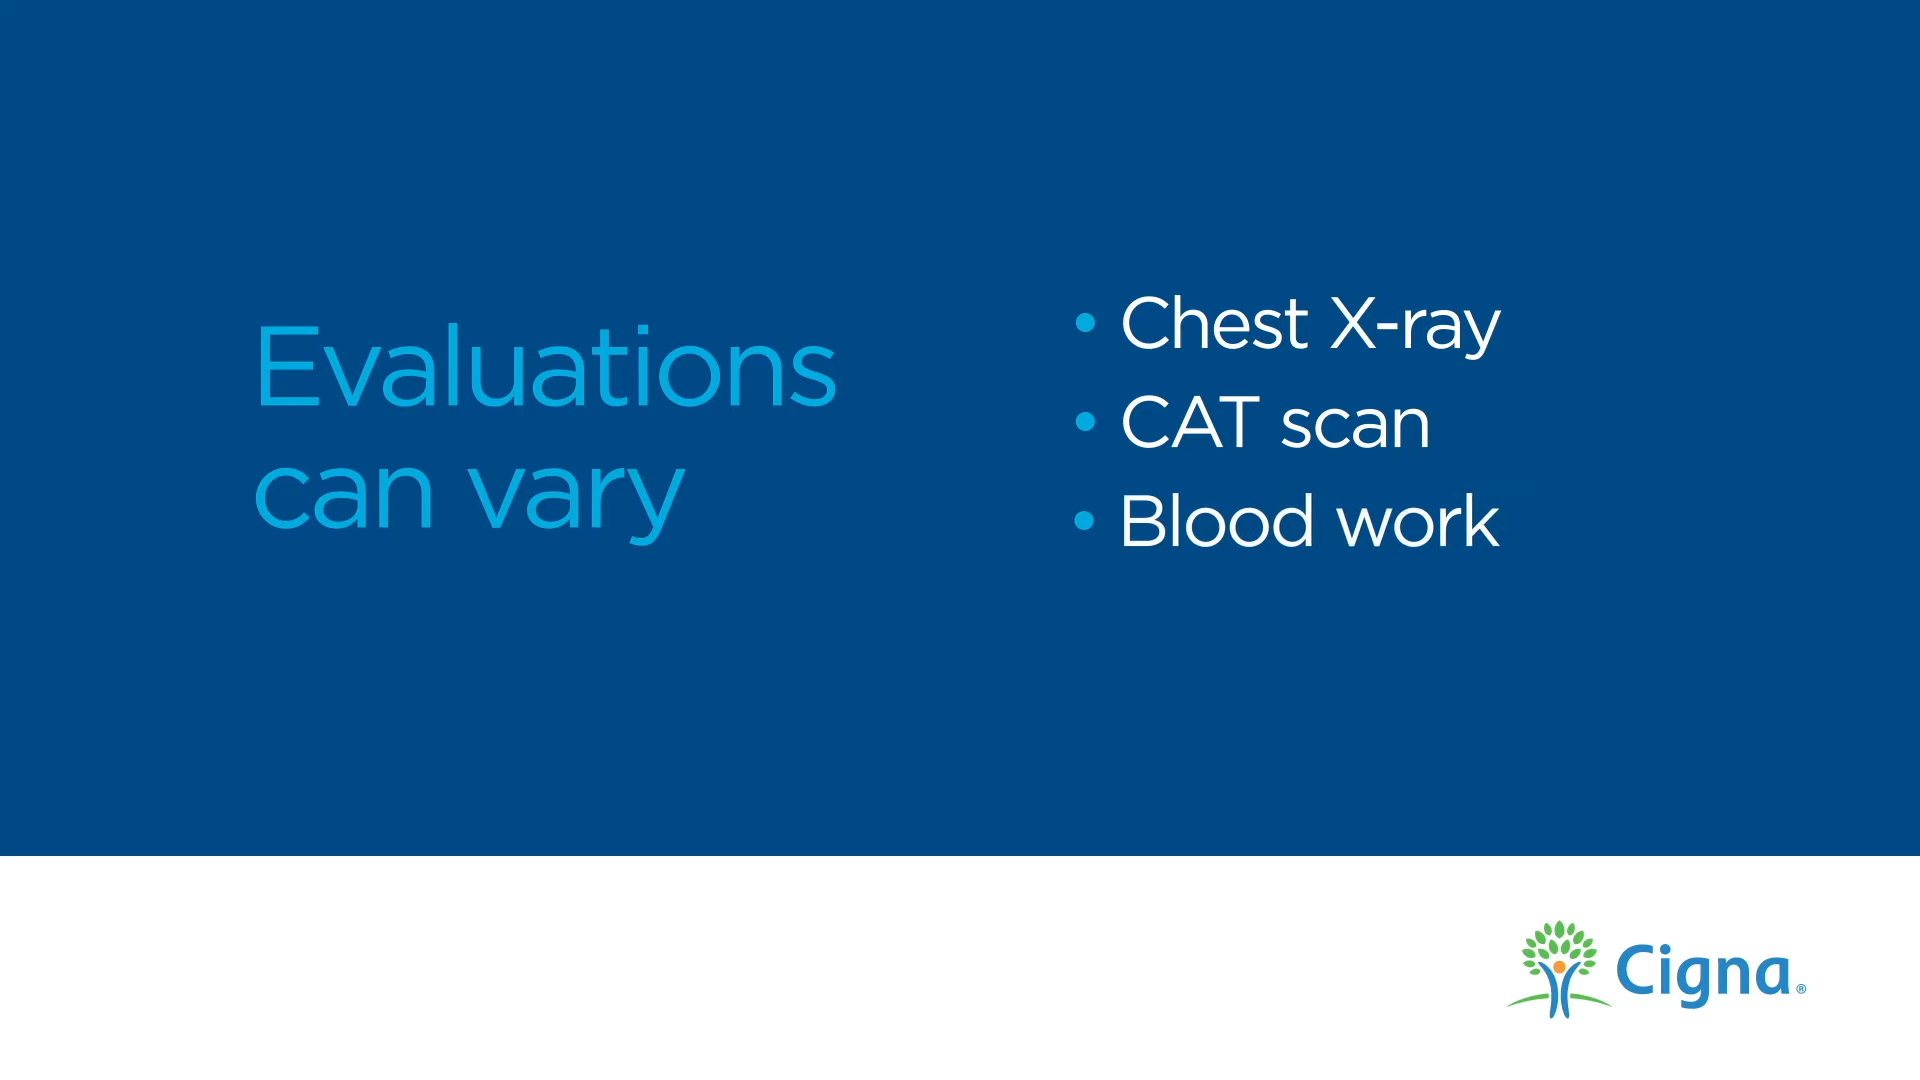 Evaluations
can vary
• Chest X-ray
• CAT scan
• Blood work
Cigna®